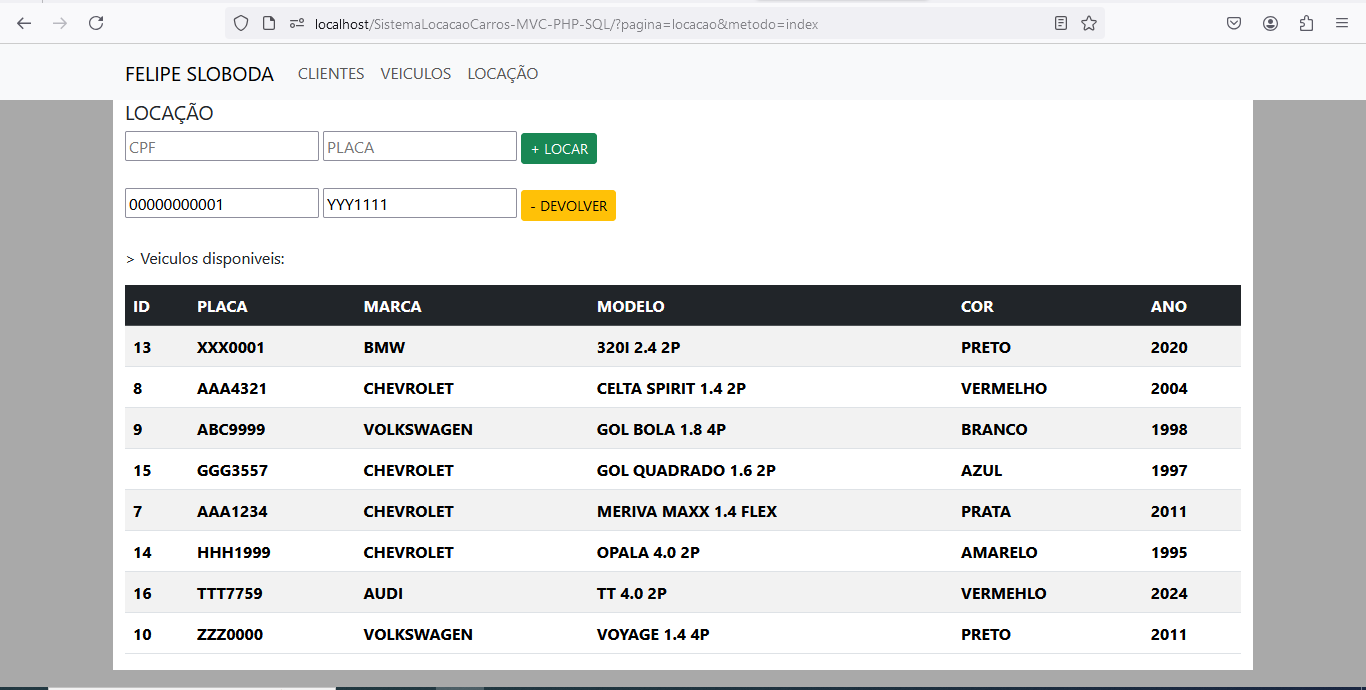 localhost/SistemaLocacaoCarros-MVC-PHP-SQL/?pagina=locacao&metodo=index
FELIPE SLOBODA CLIENTES VEICULOS LOCAÇÃO
LOCAÇÃO
CPF PLACA + LOCAR
00000000001 YYY1111 - DEVOLVER
> Veiculos disponiveis:
ID PLACA MARCA MODELO COR ANO
13 XXX0001 BMW 320I 2.4 2P PRETO 2020
8 AAA4321 CHEVROLET CELTA SPIRIT 1.4 2P VERMELHO 2004
9 ABC9999 VOLKSWAGEN GOL BOLA 1.8 4P BRANCO 1998
15 GGG3557 CHEVROLET GOL QUADRADO 1.6 2P AZUL 1997
7 AAA1234 CHEVROLET MERIVA MAXX 1.4 FLEX PRATA 2011
14 HHH1999 CHEVROLET OPALA 4.0 2P AMARELO 1995
16 TTT7759 AUDI TT 4.0 2P VERMEHLO 2024
10 ZZZ0000 VOLKSWAGEN VOYAGE 1.4 4P PRETO 2011